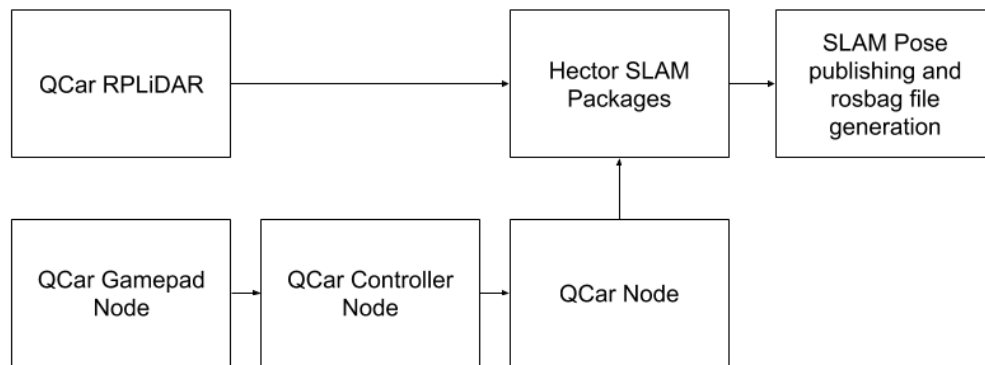 QCar RPLiDAR
Hector SLAM
Packages
SLAM Pose
publishing and
rosbag file
generation
QCar Gamepad
Node
QCar Controller
Node
QCar Node